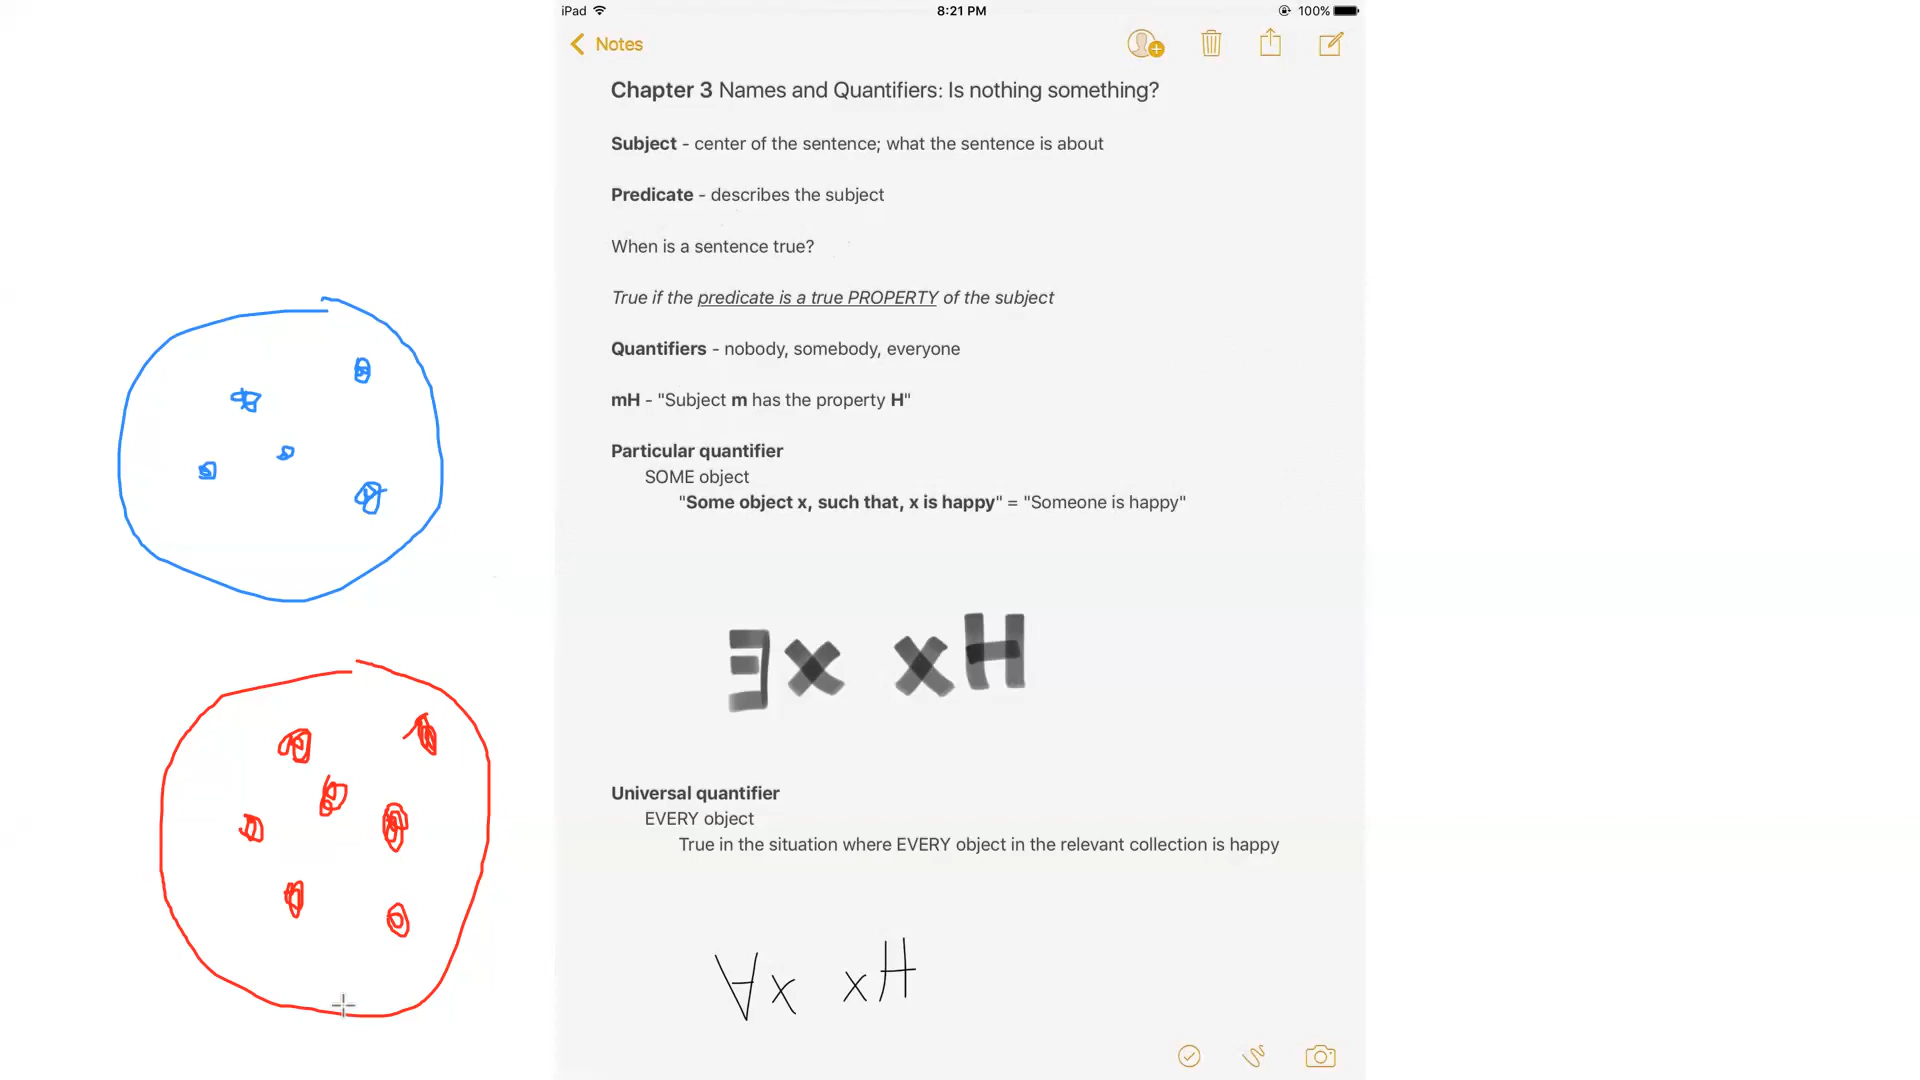 iPad 8:21 PM 100%
Notes
Chapter 3 Names and Quantifiers: Is nothing something?
Subject - center of the sentence; what the sentence is about
Predicate - describes the subject
When is a sentence true?
True if the predicate is a true PROPERTY of the subject
Quantifiers - nobody, somebody, everyone
mH - "Subject m has the property H"
Particular quantifier
SOME object
"Some object x, such that, x is happy" = "Someone is happy"
∃x xH
Universal quantifier
EVERY object
True in the situation where EVERY object in the relevant collection is happy
∀x xH